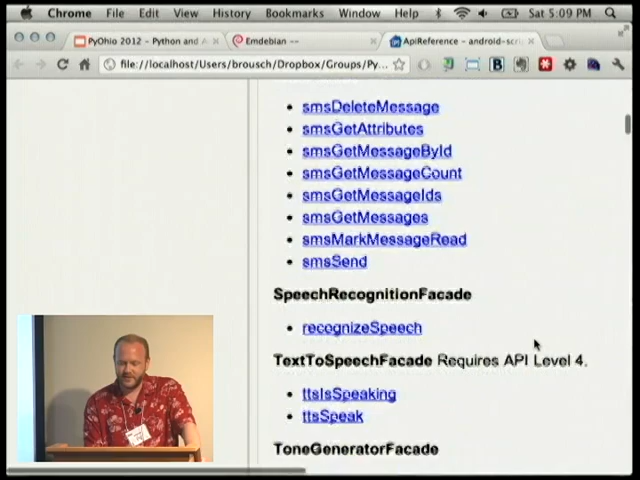 Chrome File Edit View History Bookmarks Window Help Sat 5:09 PM
PyOhio 2012 - Python and A
Emdebian --
ApiReference - android-scri
file://localhost/Users/brousch/Dropbox/Groups/Py...
smsDeleteMessage
smsGetAttributes
smsGetMessageById
smsGetMessageCount
smsGetMessageIds
smsGetMessages
smsMarkMessageRead
smsSend
SpeechRecognitionFacade
recognizeSpeech
TextToSpeechFacade Requires API Level 4.
ttsIsSpeaking
ttsSpeak
ToneGeneratorFacade